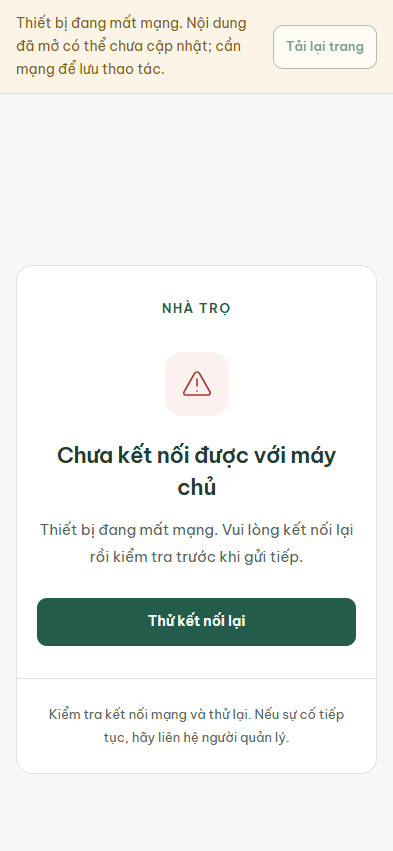 Thiết bị đang mất mạng. Nội dung
đã mở có thể chưa cập nhật; cần
mạng để lưu thao tác.
Tải lại trang
NHÀ TRỌ
Chưa kết nối được với máy
chủ
Thiết bị đang mất mạng. Vui lòng kết nối lại
rồi kiểm tra trước khi gửi tiếp.
Thử kết nối lại
Kiểm tra kết nối mạng và thử lại. Nếu sự cố tiếp
tục, hãy liên hệ người quản lý.